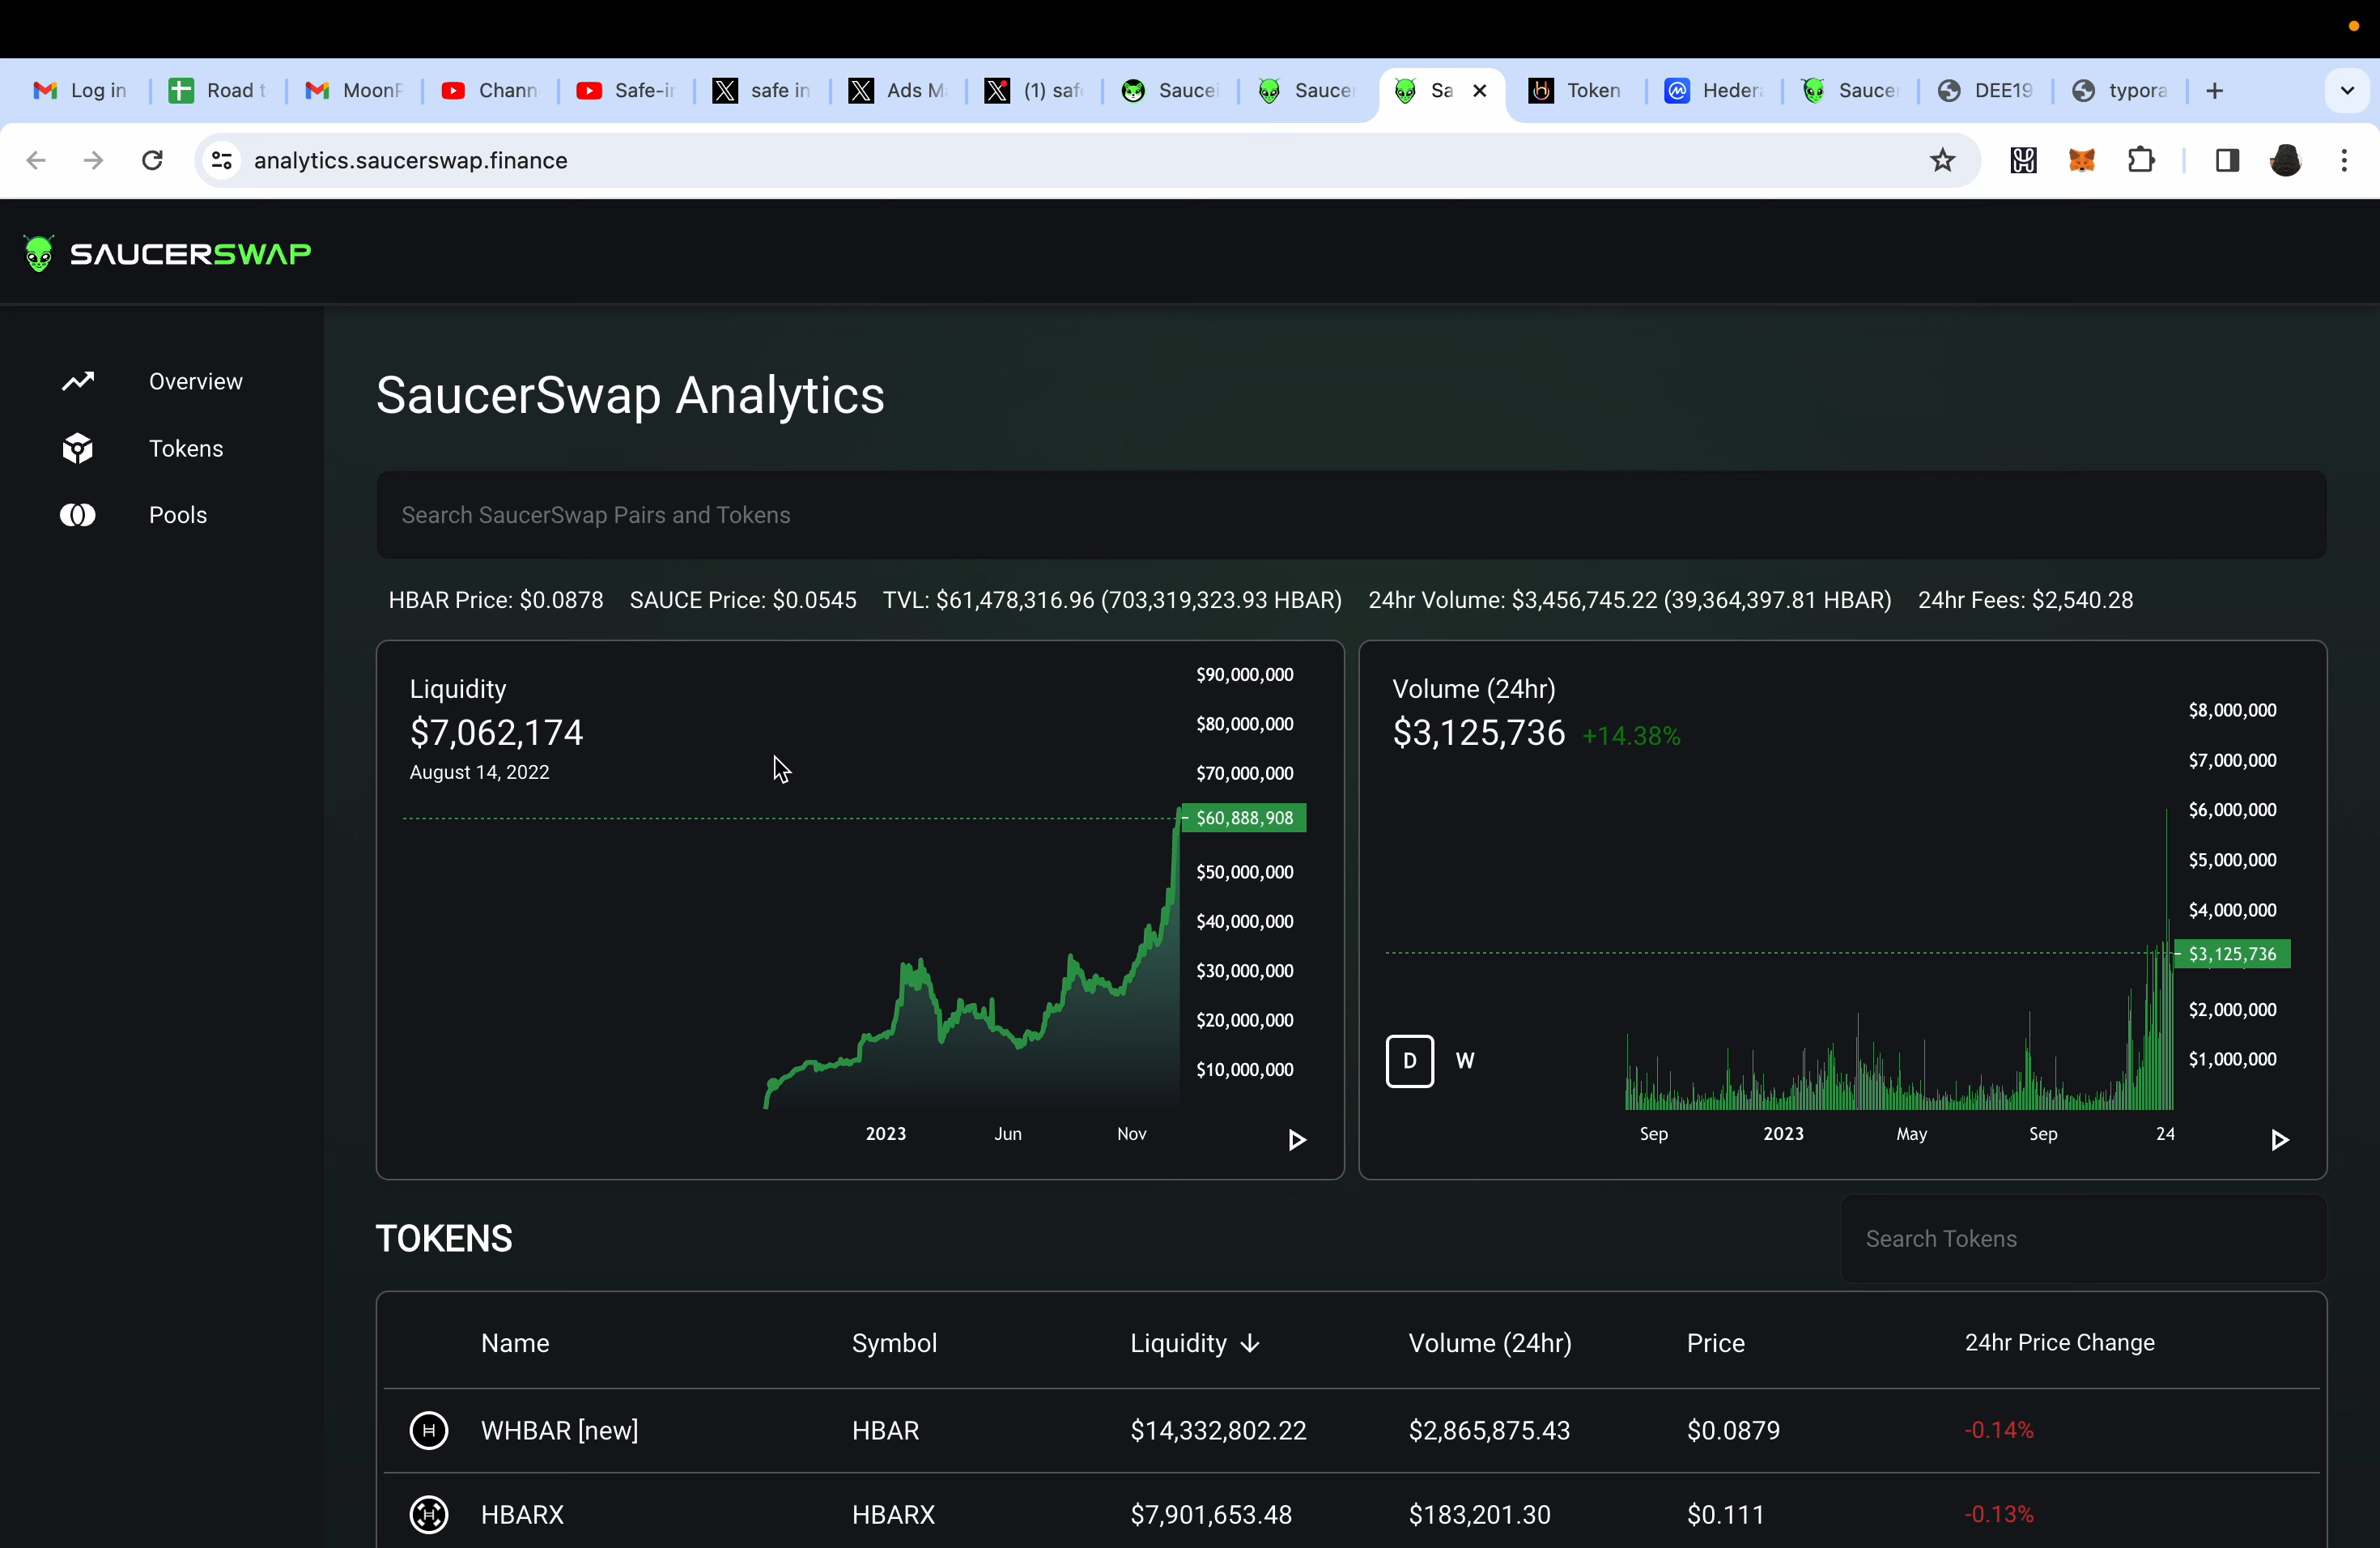 Log in
Road t
MoonP
Chann
Safe-in
safe in
Ads M
(1) safe
Saucei
Saucer
Sa
Token
Hedera
Saucer
DEE19
typora
analytics.saucerswap.finance
SAUCERSWAP
Overview
Tokens
Pools
SaucerSwap Analytics
Search SaucerSwap Pairs and Tokens
HBAR Price: $0.0878 SAUCE Price: $0.0545 TVL: $61,478,316.96 (703,319,323.93 HBAR) 24hr Volume: $3,456,745.22 (39,364,397.81 HBAR) 24hr Fees: $2,540.28
Liquidity
$7,062,174
August 14, 2022
$90,000,000
$80,000,000
$70,000,000
$60,888,908
$50,000,000
$40,000,000
$30,000,000
$20,000,000
$10,000,000
2023 Jun Nov
Volume (24hr)
$3,125,736 +14.38%
$8,000,000
$7,000,000
$6,000,000
$5,000,000
$4,000,000
$3,125,736
$2,000,000
$1,000,000
D W
Sep 2023 May Sep 24
TOKENS
Search Tokens
Name Symbol Liquidity Volume (24hr) Price 24hr Price Change
WHBAR [new] HBAR $14,332,802.22 $2,865,875.43 $0.0879 -0.14%
HBARX HBARX $7,901,653.48 $183,201.30 $0.111 -0.13%